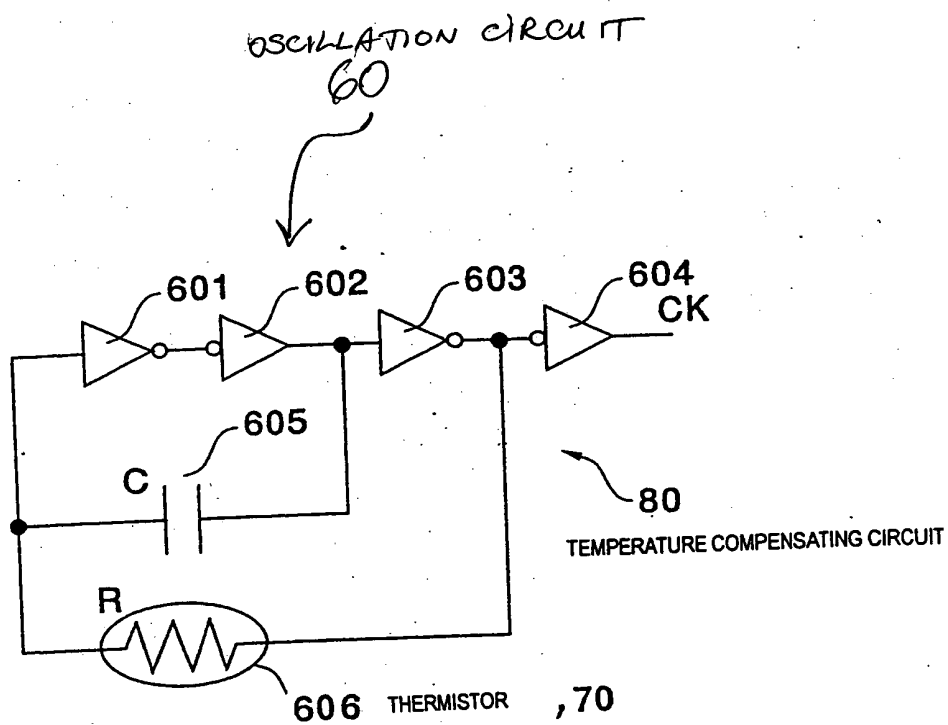 OSCILLATION CIRCUIT
60
601
602
603
604
CK
605
C
80
TEMPERATURE COMPENSATING CIRCUIT
R
606 THERMISTOR , 70